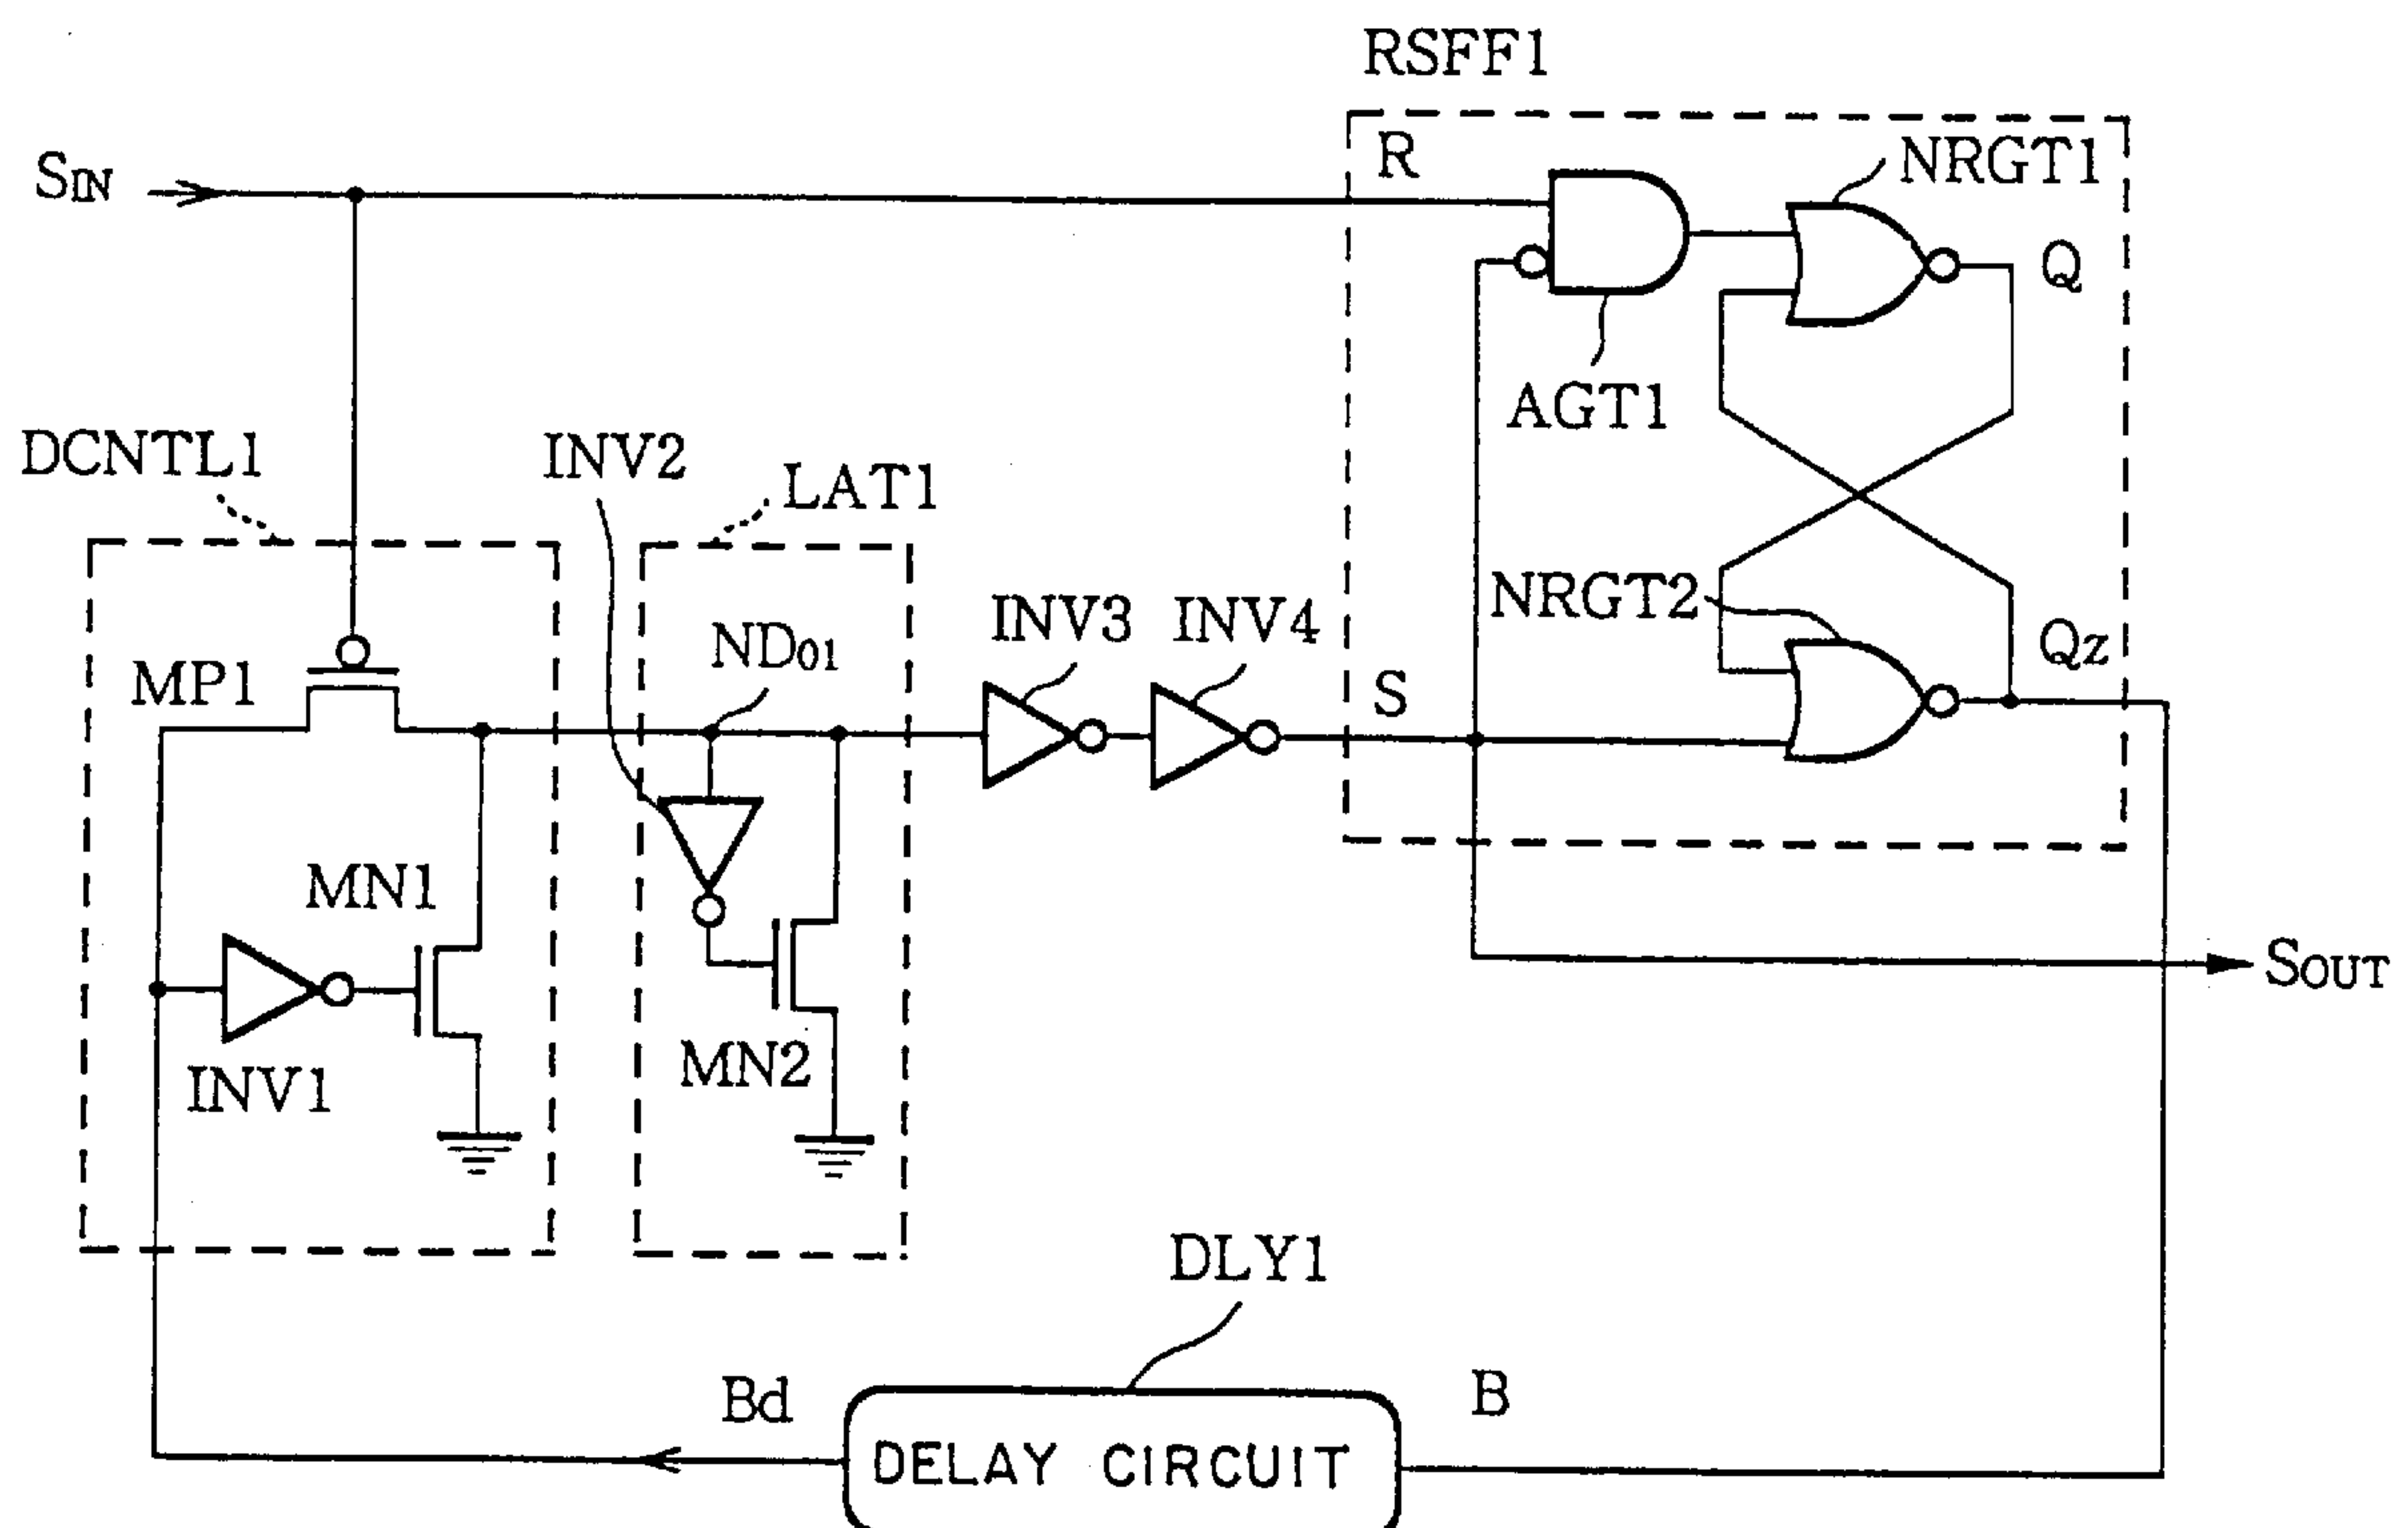 RSFF1
R
NRGT1
SIN
Q
AGT1
DCNTL1
INV2
LAT1
NRGT2
INV3
INV4
ND01
Qz
MP1
S
MN1
SOUT
MN2
INV1
DLY1
Bd
B
DELAY CIRCUIT